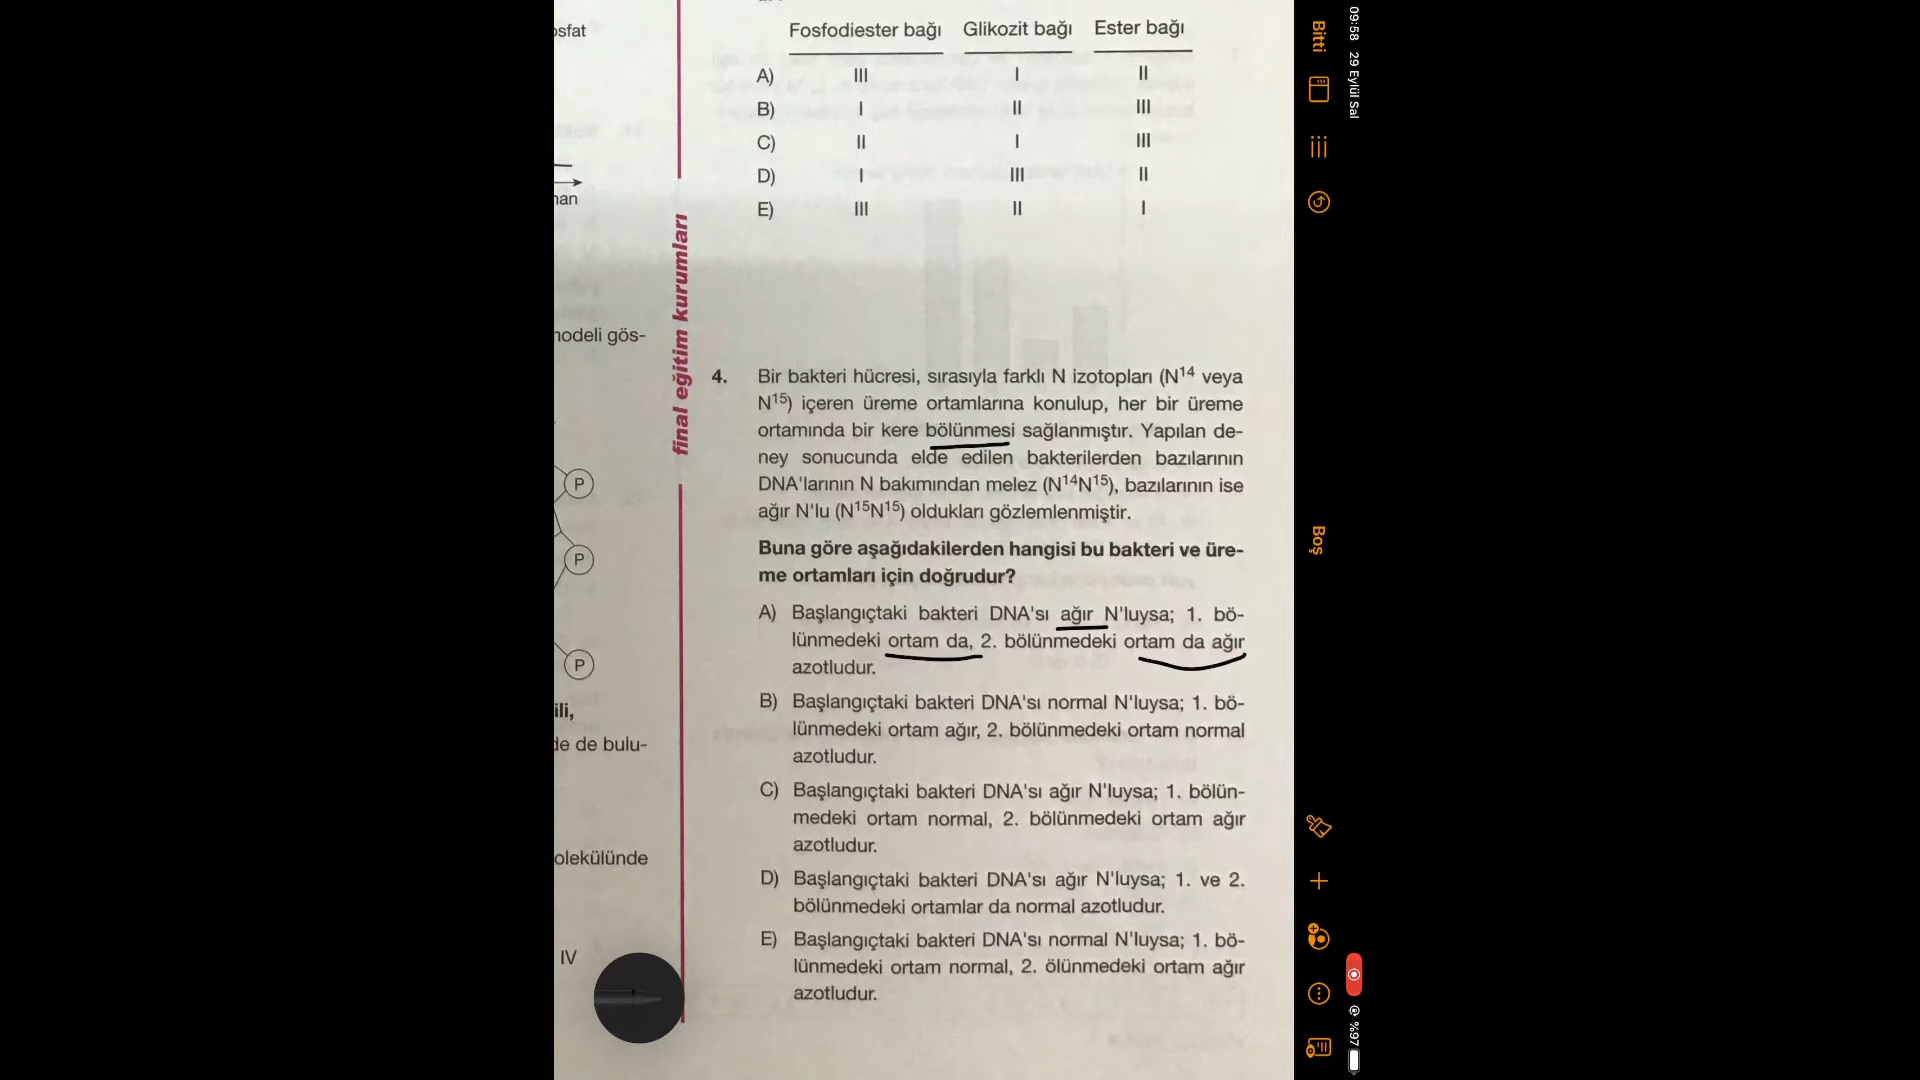 osfat
nan
nodeli gös-
P
P
P
ili,
de de bulu-
olekülünde
IV
final eğitim kurumları
Fosfodiester bağı Glikozit bağı Ester bağı
A) III I II
B) I II III
C) II I III
D) I III II
E) III II I
4. Bir bakteri hücresi, sırasıyla farklı N izotopları (N14 veya
N15) içeren üreme ortamlarına konulup, her bir üreme
ortamında bir kere bölünmesi sağlanmıştır. Yapılan de-
ney sonucunda elde edilen bakterilerden bazılarının
DNA'larının N bakımından melez (N14N15), bazılarının ise
ağır N'lu (N15N15) oldukları gözlemlenmiştir.
Buna göre aşağıdakilerden hangisi bu bakteri ve üre-
me ortamları için doğrudur?
A) Başlangıçtaki bakteri DNA'sı ağır N'luysa; 1. bö-
lünmedeki ortam da, 2. bölünmedeki ortam da ağır
azotludur.
B) Başlangıçtaki bakteri DNA'sı normal N'luysa; 1. bö-
lünmedeki ortam ağır, 2. bölünmedeki ortam normal
azotludur.
C) Başlangıçtaki bakteri DNA'sı ağır N'luysa; 1. bölün-
medeki ortam normal, 2. bölünmedeki ortam ağır
azotludur.
D) Başlangıçtaki bakteri DNA'sı ağır N'luysa; 1. ve 2.
bölünmedeki ortamlar da normal azotludur.
E) Başlangıçtaki bakteri DNA'sı normal N'luysa; 1. bö-
lünmedeki ortam normal, 2. ölünmedeki ortam ağır
azotludur.
Bitti
Boş
09:58 29 Eylül Sal
%97